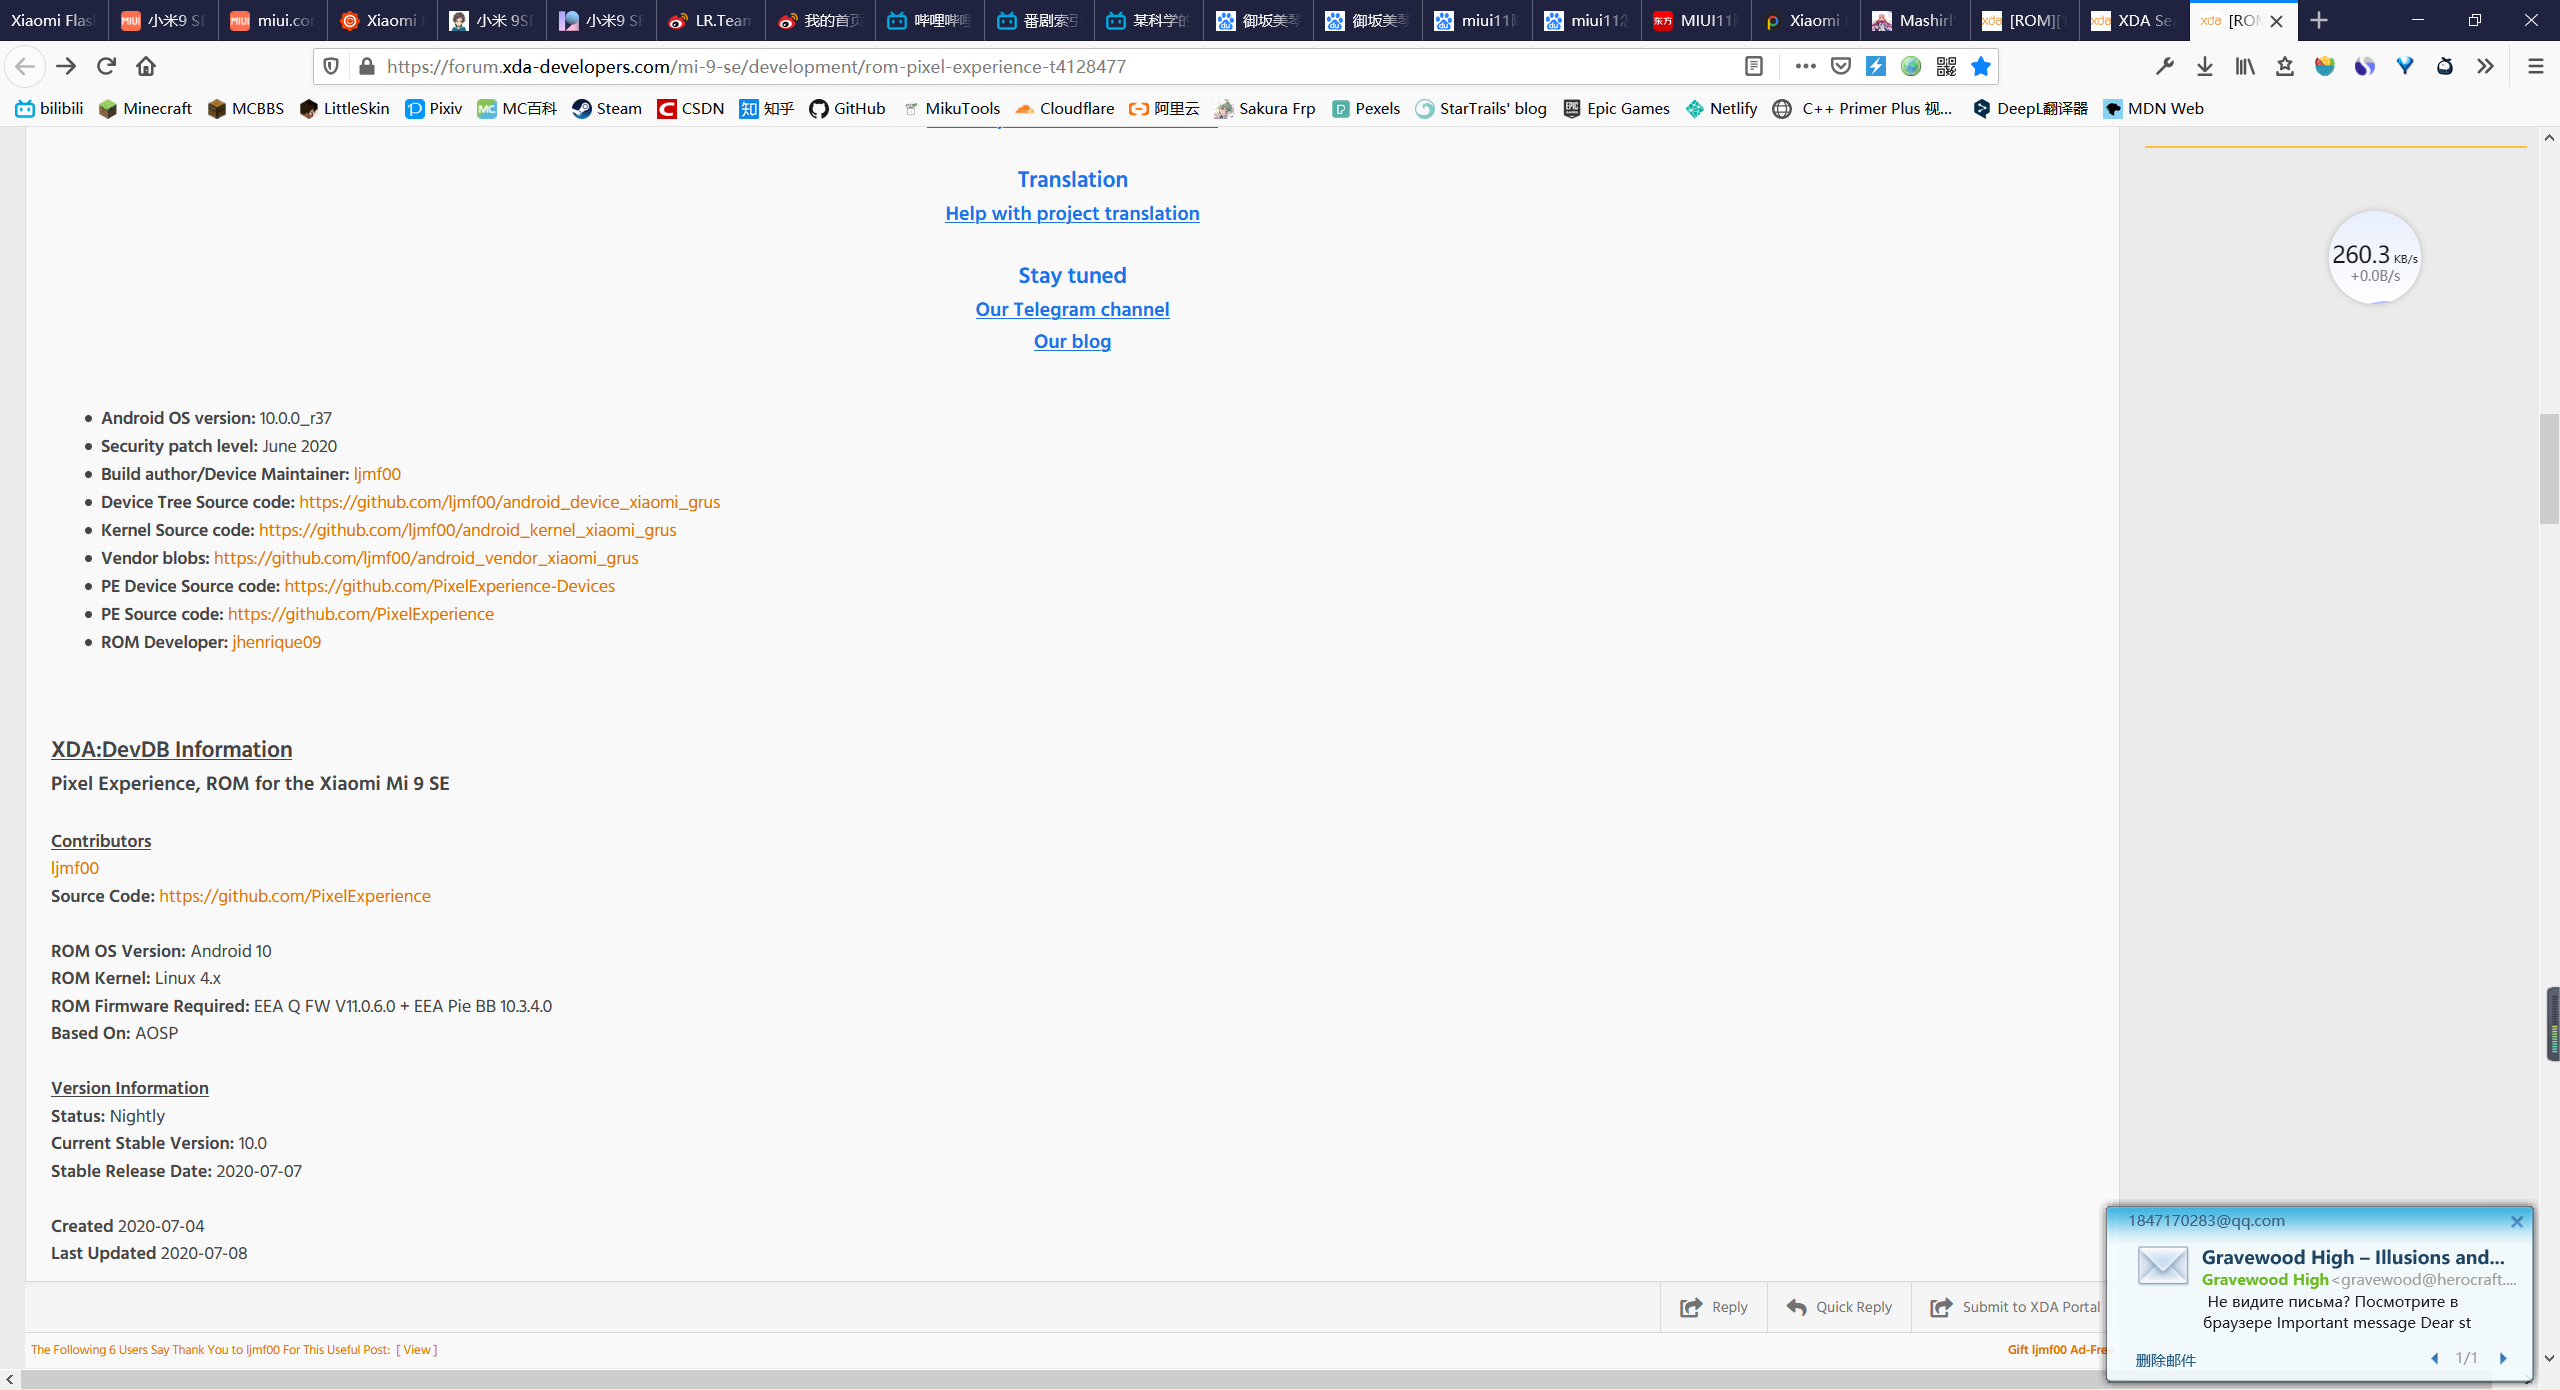 Xiaomi Flas
小米9 SE
miui.co
Xiaomi
小米 9SE
小米9 SE
LR.Team
我的首页
哔哩哔哩
番剧索引
某科学的
御坂美琴
御坂美琴
miui11
miui11怎
MIUI11
Xiaomi
Mashirl
[ROM][1
XDA Se
[ROM
https://forum.xda-developers.com/mi-9-se/development/rom-pixel-experience-t4128477
bilibili
Minecraft
MCBBS
LittleSkin
Pixiv
MC百科
Steam
CSDN
知乎
GitHub
MikuTools
Cloudflare
阿里云
Sakura Frp
Pexels
StarTrails' blog
Epic Games
Netlify
C++ Primer Plus 视...
DeepL翻译器
MDN Web
Translation
Help with project translation
Stay tuned
Our Telegram channel
Our blog
260.3 KB/s
+0.0B/s
Android OS version: 10.0.0_r37
Security patch level: June 2020
Build author/Device Maintainer: ljmf00
Device Tree Source code: https://github.com/ljmf00/android_device_xiaomi_grus
Kernel Source code: https://github.com/ljmf00/android_kernel_xiaomi_grus
Vendor blobs: https://github.com/ljmf00/android_vendor_xiaomi_grus
PE Device Source code: https://github.com/PixelExperience-Devices
PE Source code: https://github.com/PixelExperience
ROM Developer: jhenrique09
XDA:DevDB Information
Pixel Experience, ROM for the Xiaomi Mi 9 SE
Contributors
ljmf00
Source Code: https://github.com/PixelExperience
ROM OS Version: Android 10
ROM Kernel: Linux 4.x
ROM Firmware Required: EEA Q FW V11.0.6.0 + EEA Pie BB 10.3.4.0
Based On: AOSP
Version Information
Status: Nightly
Current Stable Version: 10.0
Stable Release Date: 2020-07-07
Created 2020-07-04
Last Updated 2020-07-08
Reply
Quick Reply
Submit to XDA Portal
The Following 6 Users Say Thank You to ljmf00 For This Useful Post: [ View ]
Gift ljmf00 Ad-Fre
1847170283@qq.com
Gravewood High – Illusions and...
Gravewood High<gravewood@herocraft....
Не видите письма? Посмотрите в
браузере Important message Dear st
删除邮件
1/1